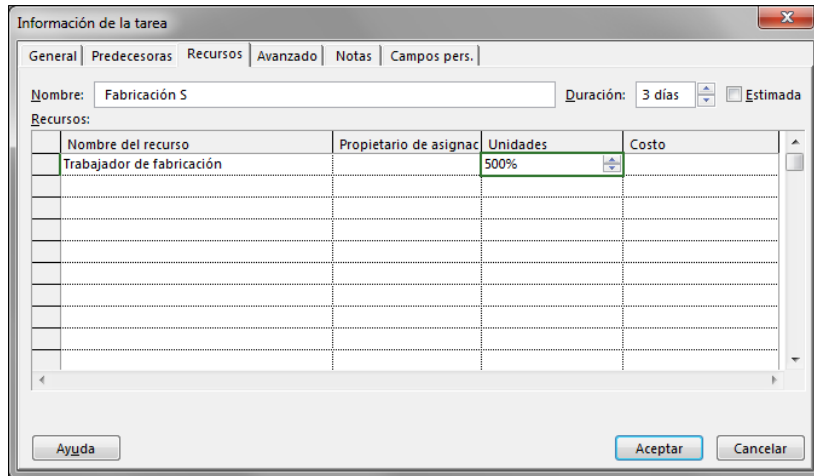 Información de la tarea
General Predecesoras Recursos Avanzado Notas Campos pers.
Nombre: Fabricación S Duración: 3 días Estimada
Recursos:
Nombre del recurso Propietario de asignac Unidades Costo
Trabajador de fabricación 500%
Ayuda Aceptar Cancelar